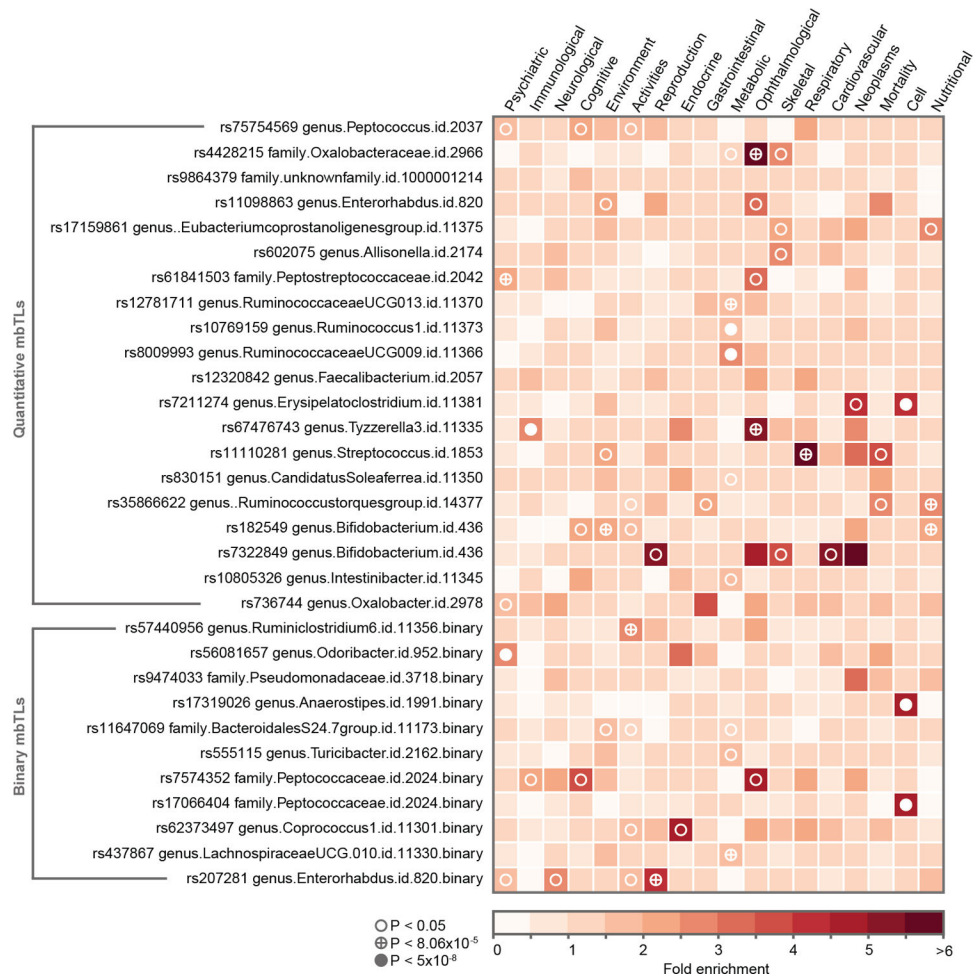 Psychiatric
Immunological
Neurological
Cognitive
Environment
Activities
Reproduction
Endocrine
Gastrointestinal
Metabolic
Ophthalmological
Skeletal
Respiratory
Cardiovascular
Neoplasms
Mortality
Cell
Nutritional
Quantitative mbTLs
rs75754569 genus.Peptococcus.id.2037
rs4428215 family.Oxalobacteraceae.id.2966
rs9864379 family.unknownfamily.id.1000001214
rs11098863 genus.Enterorhabdus.id.820
rs17159861 genus..Eubacteriumcoprostanoligenesgroup.id.11375
rs602075 genus.Allisonella.id.2174
rs61841503 family.Peptostreptococcaceae.id.2042
rs12781711 genus.RuminococcaceaeUCG013.id.11370
rs10769159 genus.Ruminococcus1.id.11373
rs8009993 genus.RuminococcaceaeUCG009.id.11366
rs12320842 genus.Faecalibacterium.id.2057
rs7211274 genus.Erysipelatoclostridium.id.11381
rs67476743 genus.Tyzzerella3.id.11335
rs11110281 genus.Streptococcus.id.1853
rs830151 genus.CandidatusSoleaferrea.id.11350
rs35866622 genus..Ruminococcustorquesgroup.id.14377
rs182549 genus.Bifidobacterium.id.436
rs7322849 genus.Bifidobacterium.id.436
rs10805326 genus.Intestinibacter.id.11345
rs736744 genus.Oxalobacter.id.2978
Binary mbTLs
rs57440956 genus.Ruminiclostridium6.id.11356.binary
rs56081657 genus.Odoribacter.id.952.binary
rs9474033 family.Pseudomonadaceae.id.3718.binary
rs17319026 genus.Anaerostipes.id.1991.binary
rs11647069 family.BacteroidalesS24.7group.id.11173.binary
rs555115 genus.Turicibacter.id.2162.binary
rs7574352 family.Peptococcaceae.id.2024.binary
rs17066404 family.Peptococcaceae.id.2024.binary
rs62373497 genus.Coprococcus1.id.11301.binary
rs437867 genus.LachnospiraceaeUCG.010.id.11330.binary
rs207281 genus.Enterorhabdus.id.820.binary
P < 0.05
P < 8.06x10⁻⁵
P < 5x10⁻⁸
0 1 2 3 4 5 >6
Fold enrichment